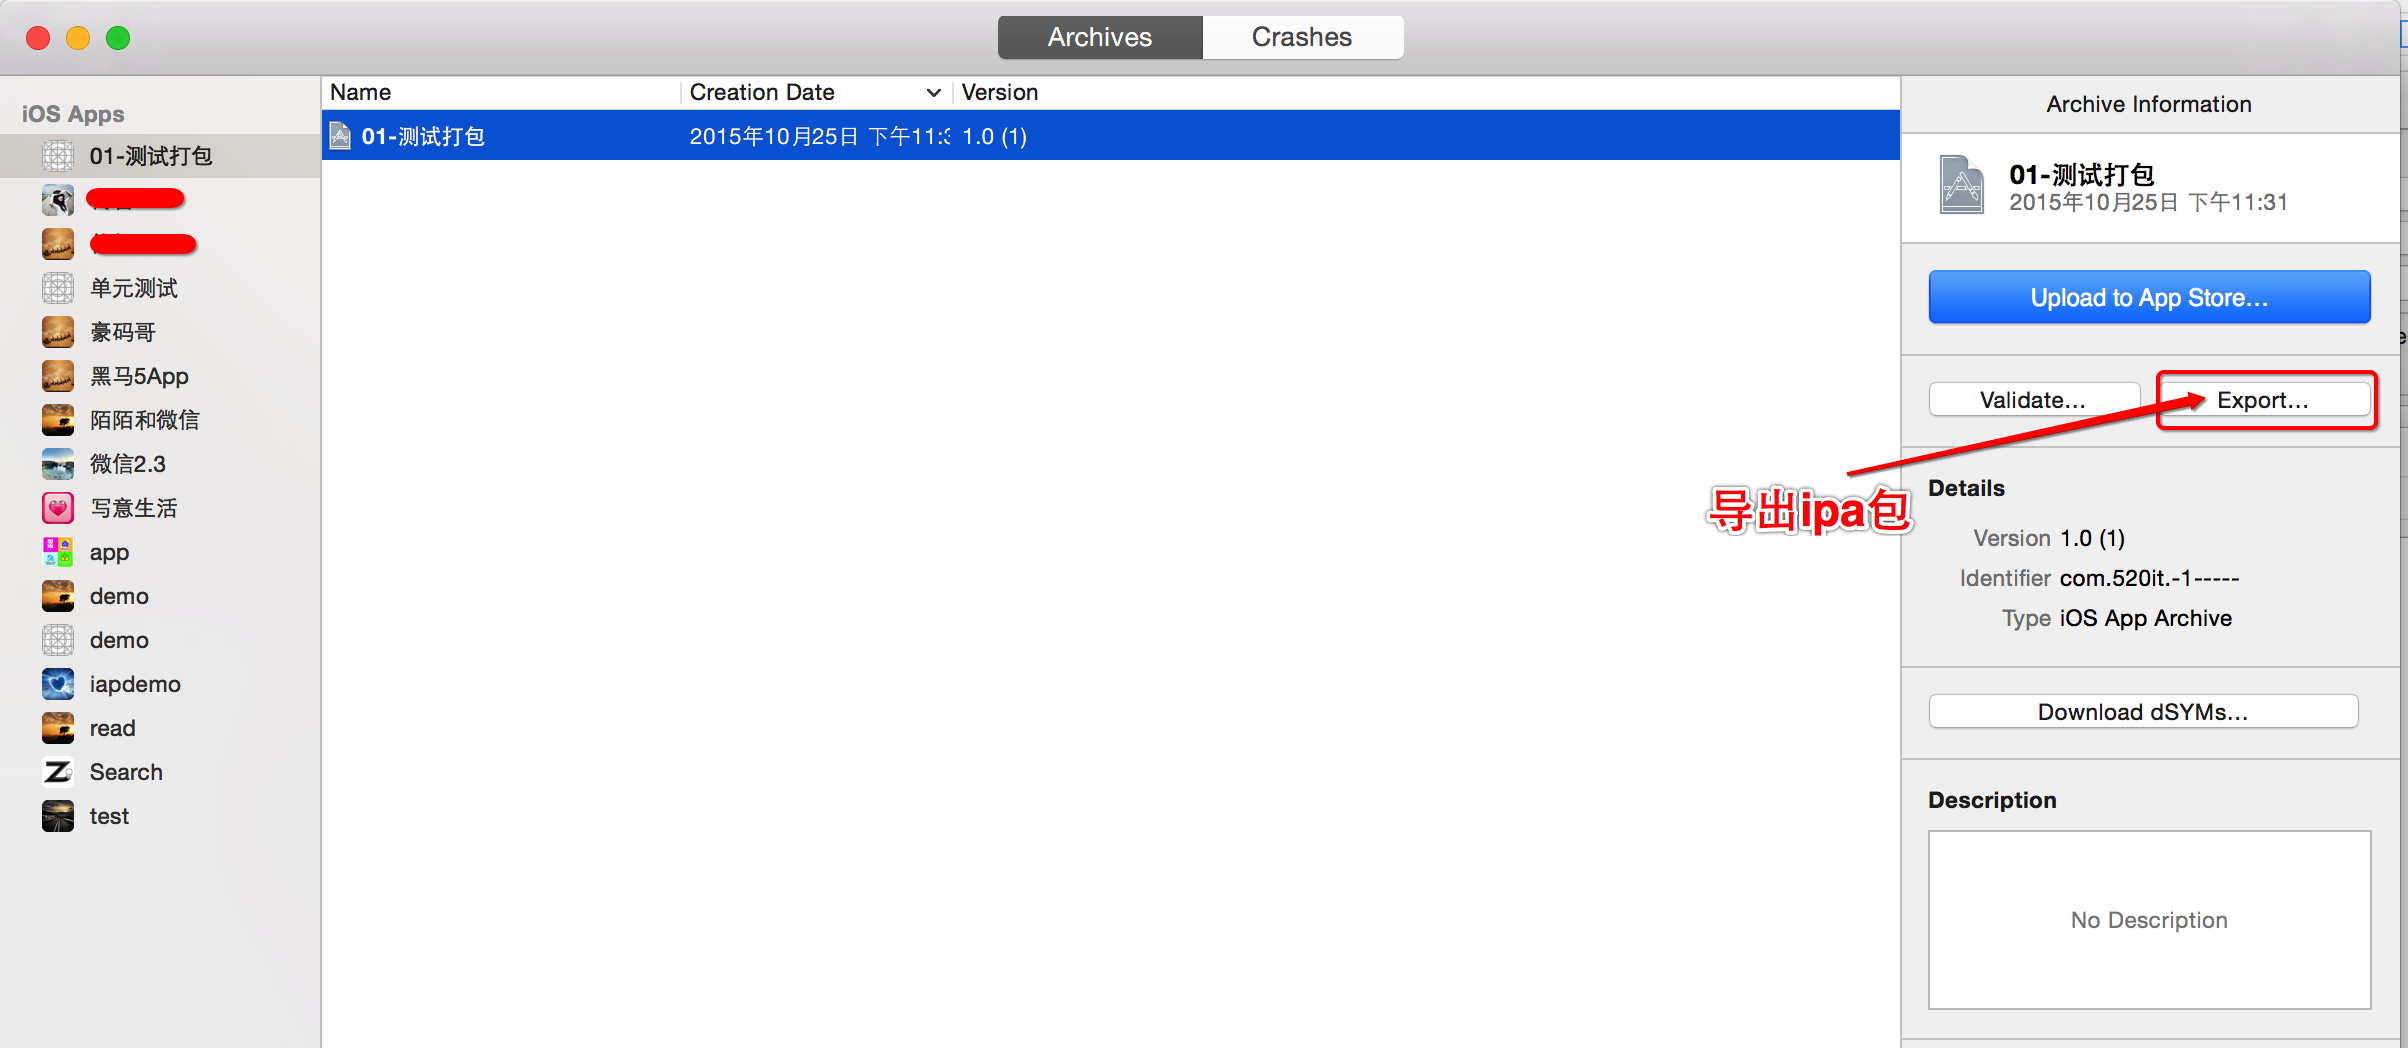 Archives
Crashes
iOS Apps
01-测试打包
单元测试
豪码哥
黑马5App
陌陌和微信
微信2.3
写意生活
app
demo
demo
iapdemo
read
Search
test
Name
Creation Date
Version
01-测试打包
2015年10月25日 下午11:3
1.0 (1)
Archive Information
01-测试打包
2015年10月25日 下午11:31
Upload to App Store...
Validate...
Export...
导出ipa包
Details
Version 1.0 (1)
Identifier com.520it.-1-----
Type iOS App Archive
Download dSYMs...
Description
No Description